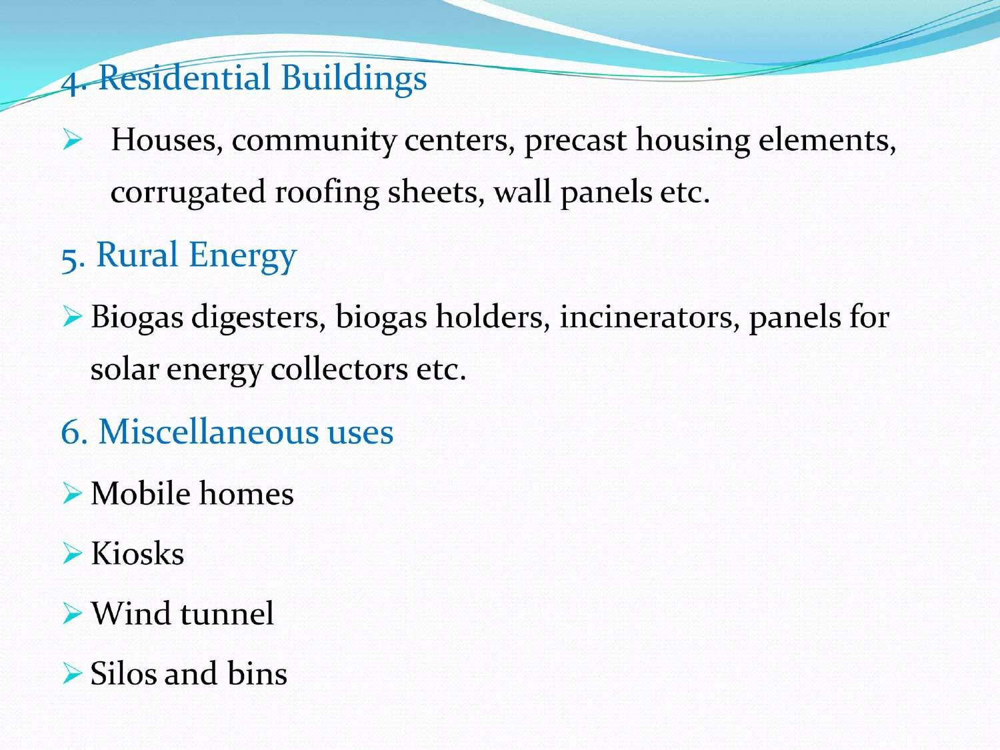 4. Residential Buildings
➢ Houses, community centers, precast housing elements,
corrugated roofing sheets, wall panels etc.
5. Rural Energy
➢ Biogas digesters, biogas holders, incinerators, panels for
solar energy collectors etc.
6. Miscellaneous uses
➢ Mobile homes
➢ Kiosks
➢ Wind tunnel
➢ Silos and bins